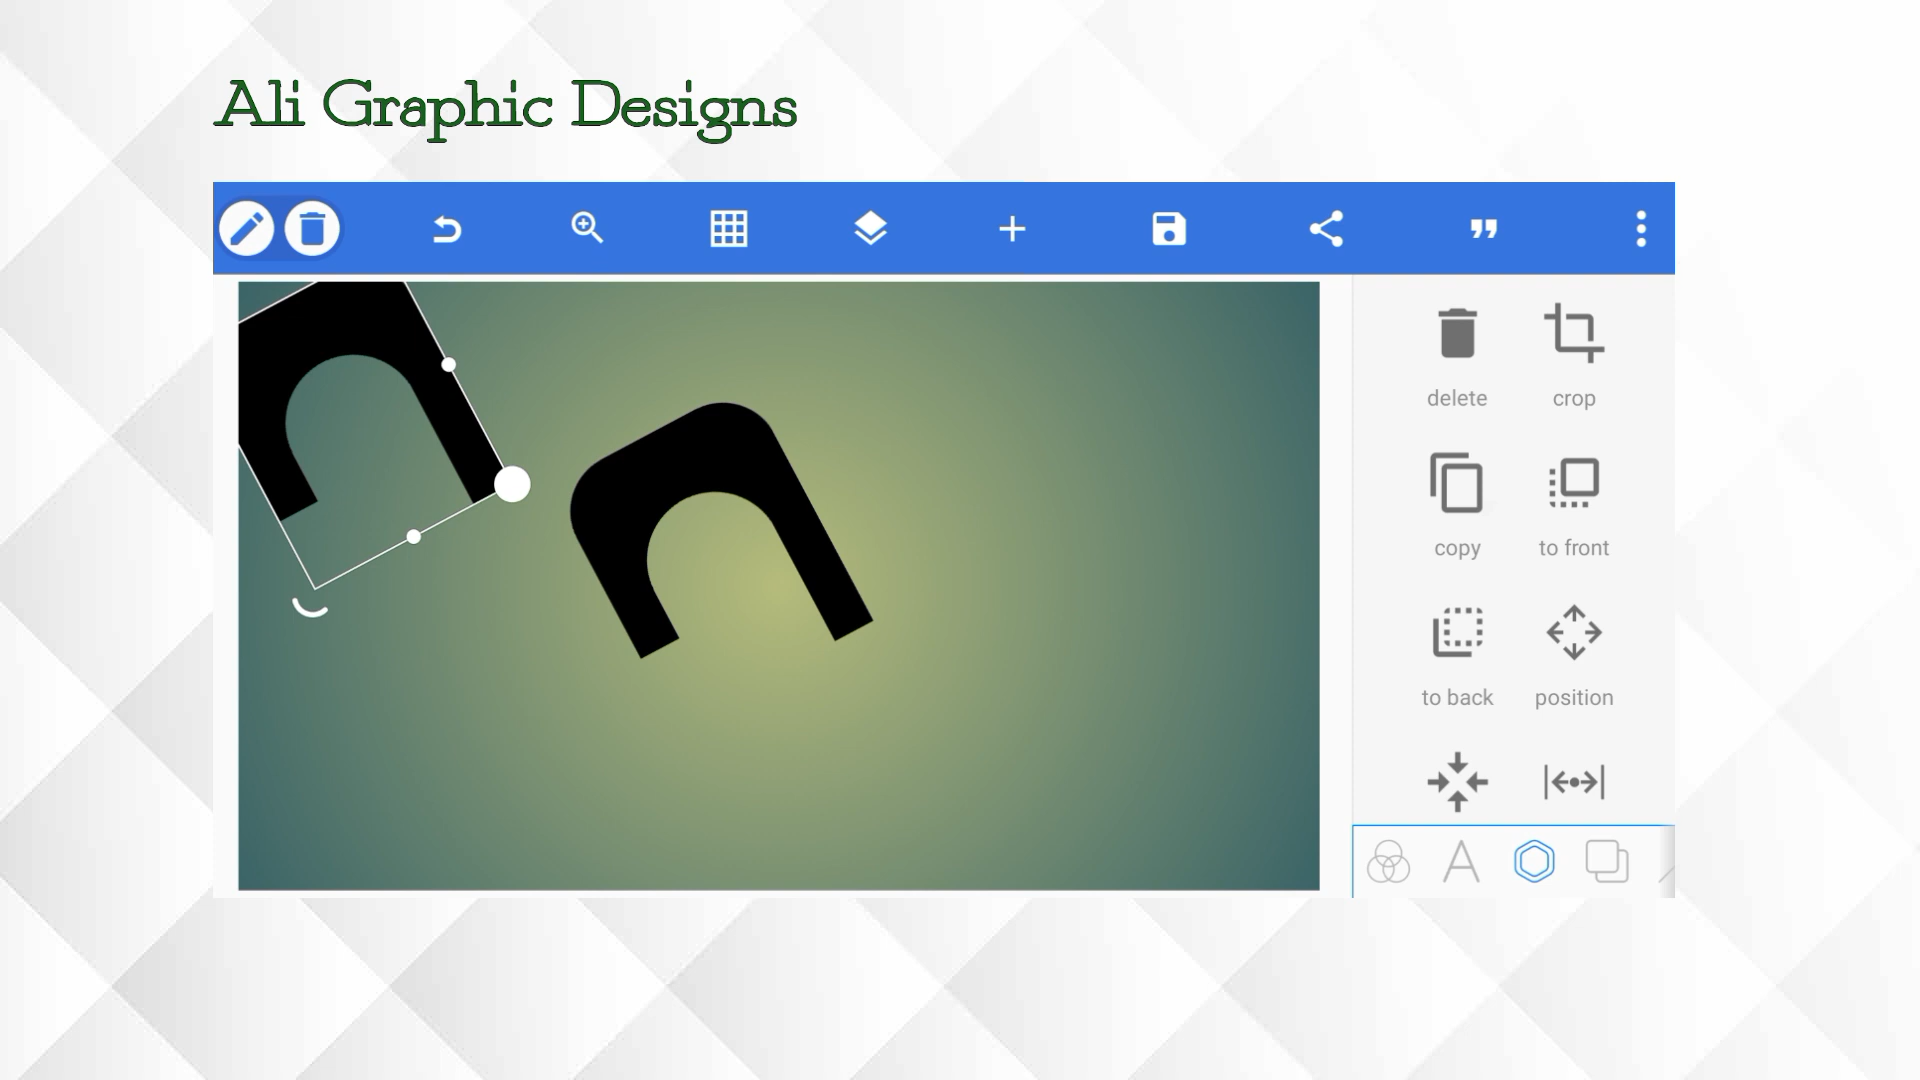 Ali Graphic Designs
delete
crop
copy
to front
to back
position